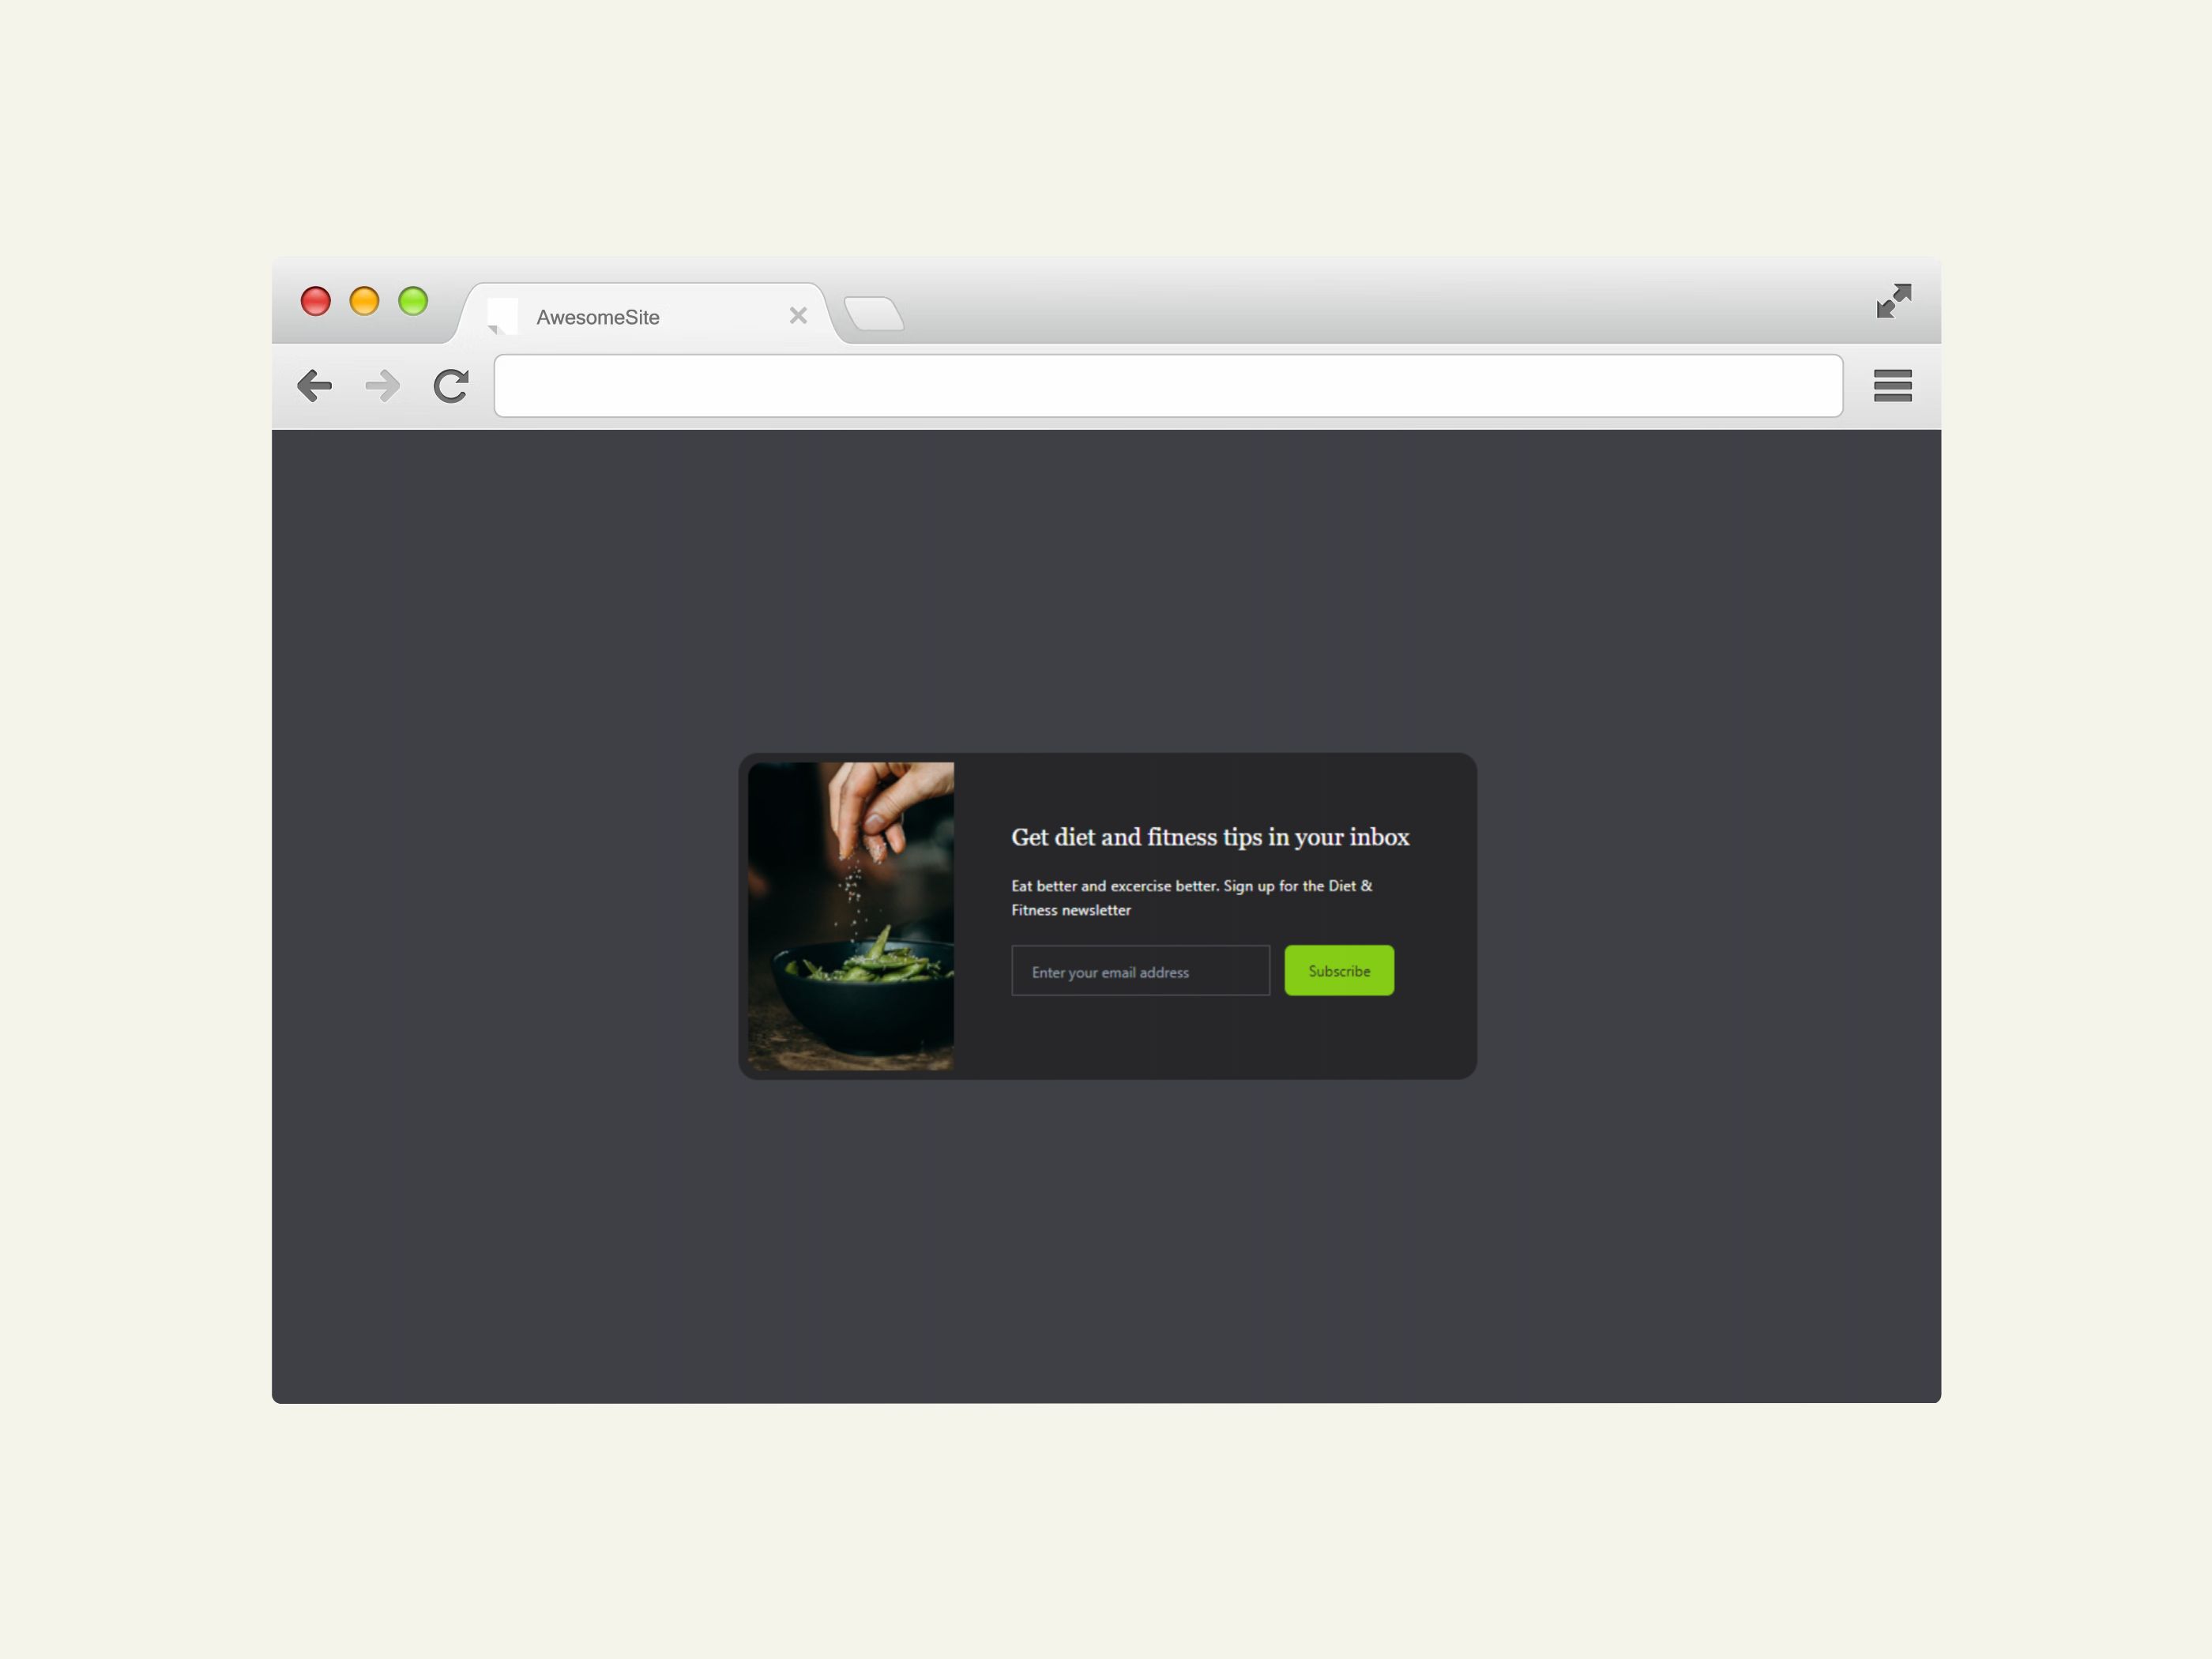 AwesomeSite
Get diet and fitness tips in your inbox
Eat better and excercise better. Sign up for the Diet &
Fitness newsletter
Enter your email address
Subscribe